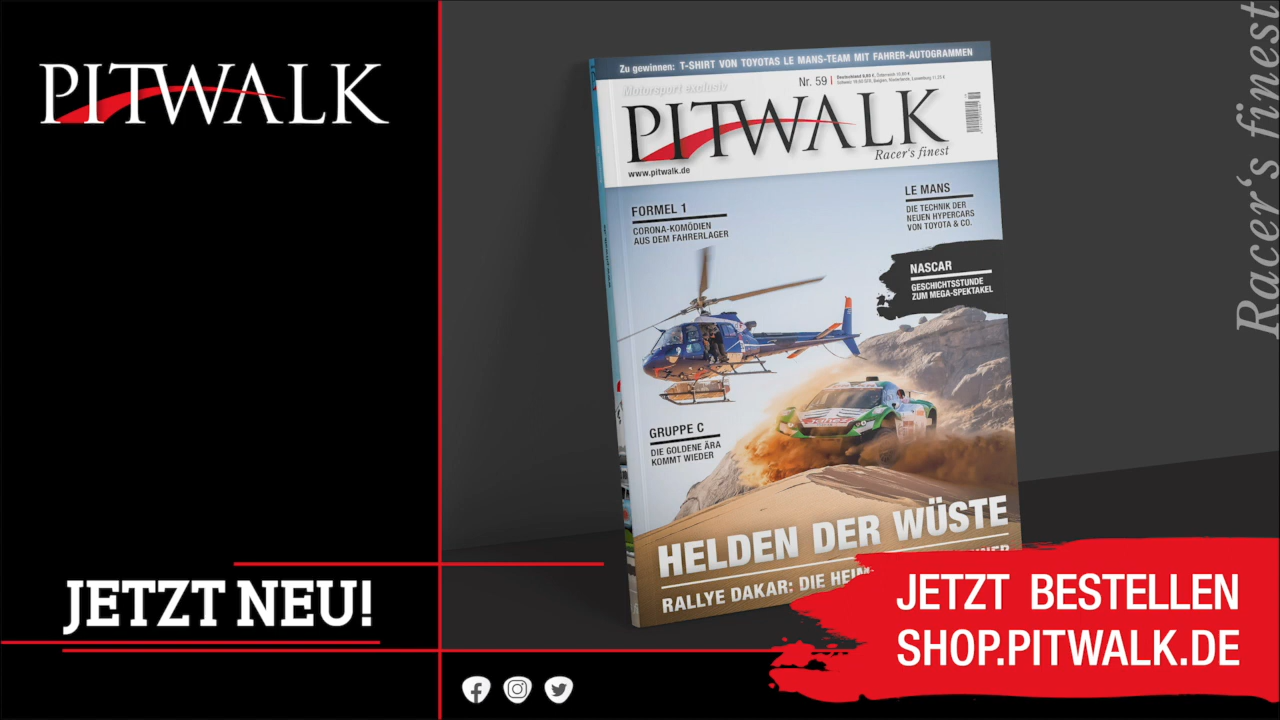 PITWALK
JETZT NEU!
Zu gewinnen: T-SHIRT VON TOYOTAS LE MANS-TEAM MIT FAHRER-AUTOGRAMMEN
Motorsport exclusiv
Nr. 59
PITWALK
Racer's finest
www.pitwalk.de
FORMEL 1
CORONA-KOMÖDIEN
AUS DEM FAHRERLAGER
LE MANS
DIE TECHNIK DER
NEUEN HYPERCARS
VON TOYOTA & CO.
NASCAR
GESCHICHTSSTUNDE
ZUM MEGA-SPEKTAKEL
GRUPPE C
DIE GOLDENE ÄRA
KOMMT WIEDER
HELDEN DER WÜSTE
RALLYE DAKAR: DIE
JETZT BESTELLEN
SHOP.PITWALK.DE
Racer's finest